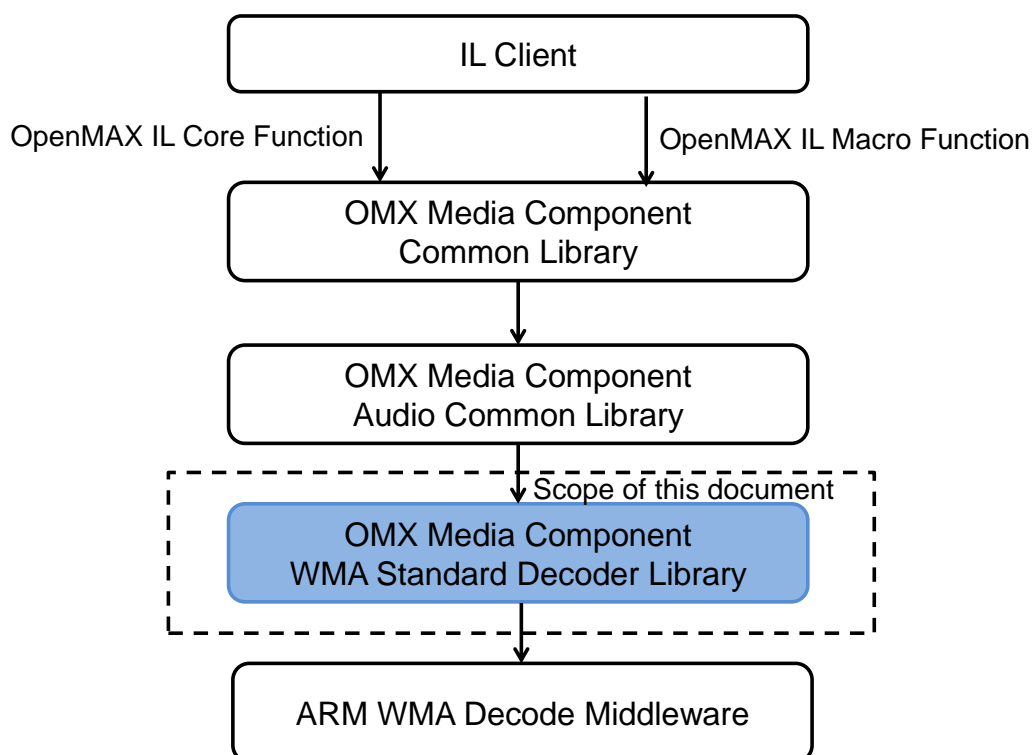 IL Client
OpenMAX IL Core Function
OpenMAX IL Macro Function
OMX Media Component
Common Library
OMX Media Component
Audio Common Library
Scope of this document
OMX Media Component
WMA Standard Decoder Library
ARM WMA Decode Middleware